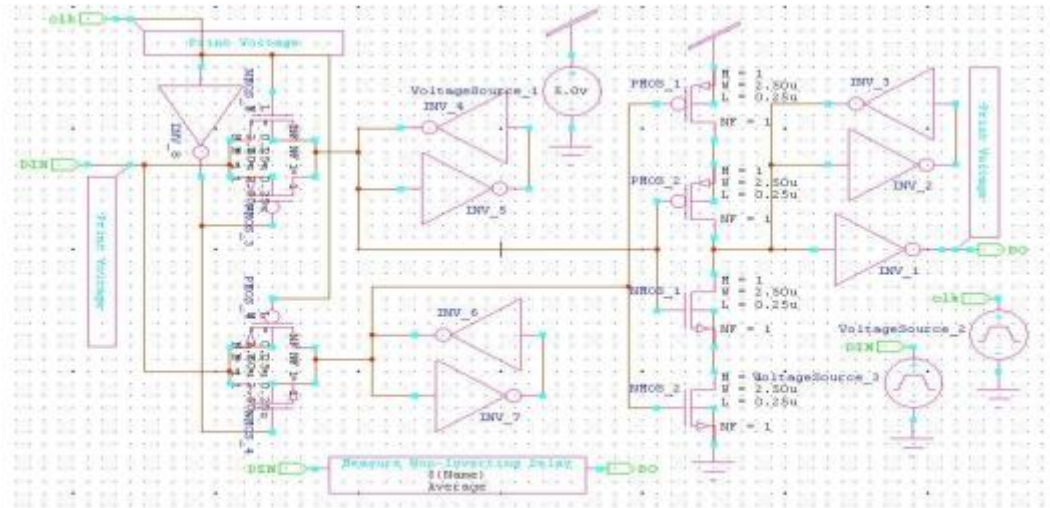 clk
Print Voltage
VoltageSource_1
5.0v
INV_4
INV_8
DIN
Print Voltage
INV_5
PMOS_1
M = 1
W = 2.50u
L = 0.25u
NF = 1
PMOS_2
M = 1
W = 2.50u
L = 0.25u
NF = 1
INV_3
INV_2
Print Voltage
INV_1
DO
NMOS_1
M = 1
W = 2.50u
L = 0.25u
NF = 1
INV_6
INV_7
clk
VoltageSource_2
DIN
VoltageSource_3
NMOS_2
W = 2.50u
L = 0.25u
NF = 1
DIN
Measure Non-Inverting Delay
Average
DO